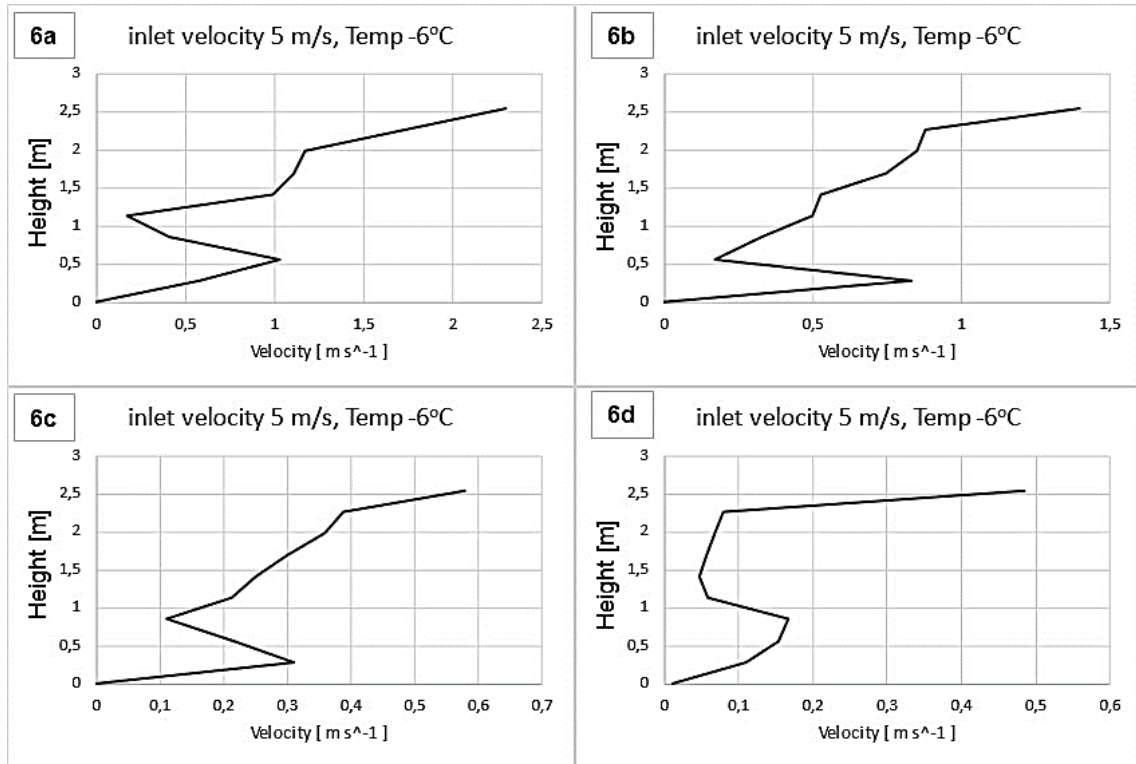 6a
inlet velocity 5 m/s, Temp -6°C
3
2,5
2
1,5
1
0,5
0
Height [m]
0 0,5 1 1,5 2 2,5
Velocity [ m s^-1 ]
6b
inlet velocity 5 m/s, Temp -6°C
3
2,5
2
1,5
1
0,5
0
Height [m]
0 0,5 1 1,5
Velocity [ m s^-1 ]
6c
inlet velocity 5 m/s, Temp -6°C
3
2,5
2
1,5
1
0,5
0
Height [m]
0 0,1 0,2 0,3 0,4 0,5 0,6 0,7
Velocity [ m s^-1 ]
6d
inlet velocity 5 m/s, Temp -6°C
3
2,5
2
1,5
1
0,5
0
Height [m]
0 0,1 0,2 0,3 0,4 0,5 0,6
Velocity [ m s^-1 ]